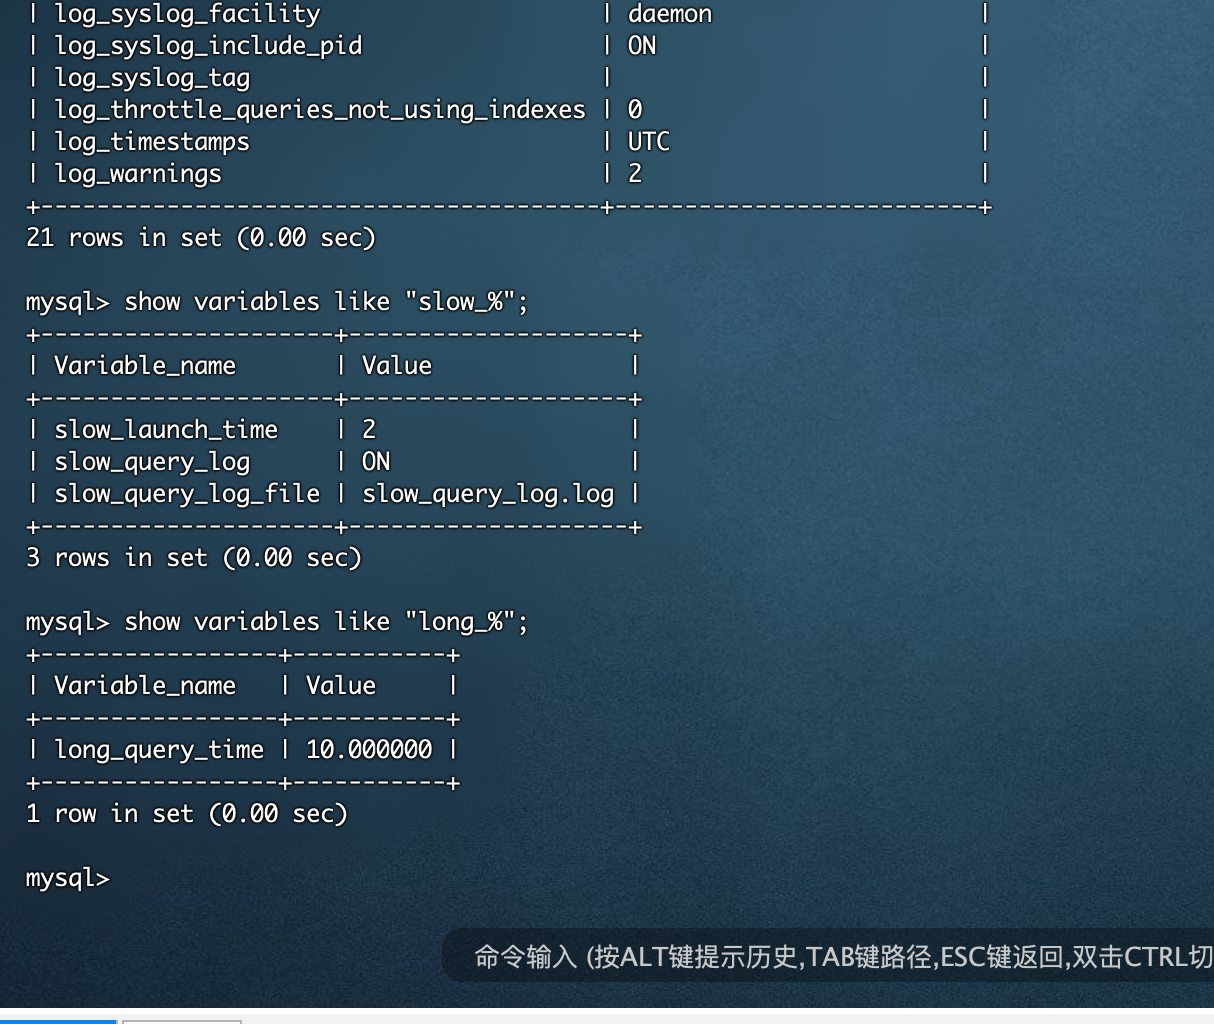 | log_syslog_facility                    | daemon                   |
| log_syslog_include_pid                 | ON                       |
| log_syslog_tag                         |                          |
| log_throttle_queries_not_using_indexes | 0                        |
| log_timestamps                         | UTC                      |
| log_warnings                           | 2                        |
+----------------------------------------+--------------------------+
21 rows in set (0.00 sec)

mysql> show variables like "slow_%";
+---------------------+--------------------+
| Variable_name       | Value              |
+---------------------+--------------------+
| slow_launch_time    | 2                  |
| slow_query_log      | ON                 |
| slow_query_log_file | slow_query_log.log |
+---------------------+--------------------+
3 rows in set (0.00 sec)

mysql> show variables like "long_%";
+-----------------+-----------+
| Variable_name   | Value     |
+-----------------+-----------+
| long_query_time | 10.000000 |
+-----------------+-----------+
1 row in set (0.00 sec)

mysql>
命令输入 (按ALT键提示历史,TAB键路径,ESC键返回,双击CTRL切